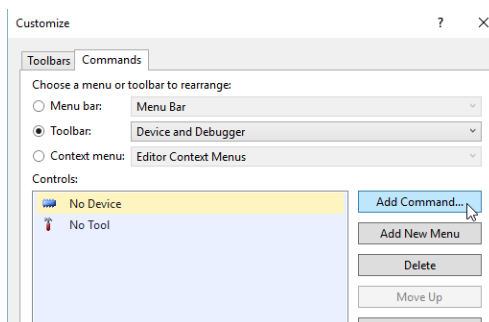 Customize ? ×
Toolbars Commands
Choose a menu or toolbar to rearrange:
Menu bar: Menu Bar
Toolbar: Device and Debugger
Context menu: Editor Context Menus
Controls:
No Device Add Command...
No Tool Add New Menu
Delete
Move Up